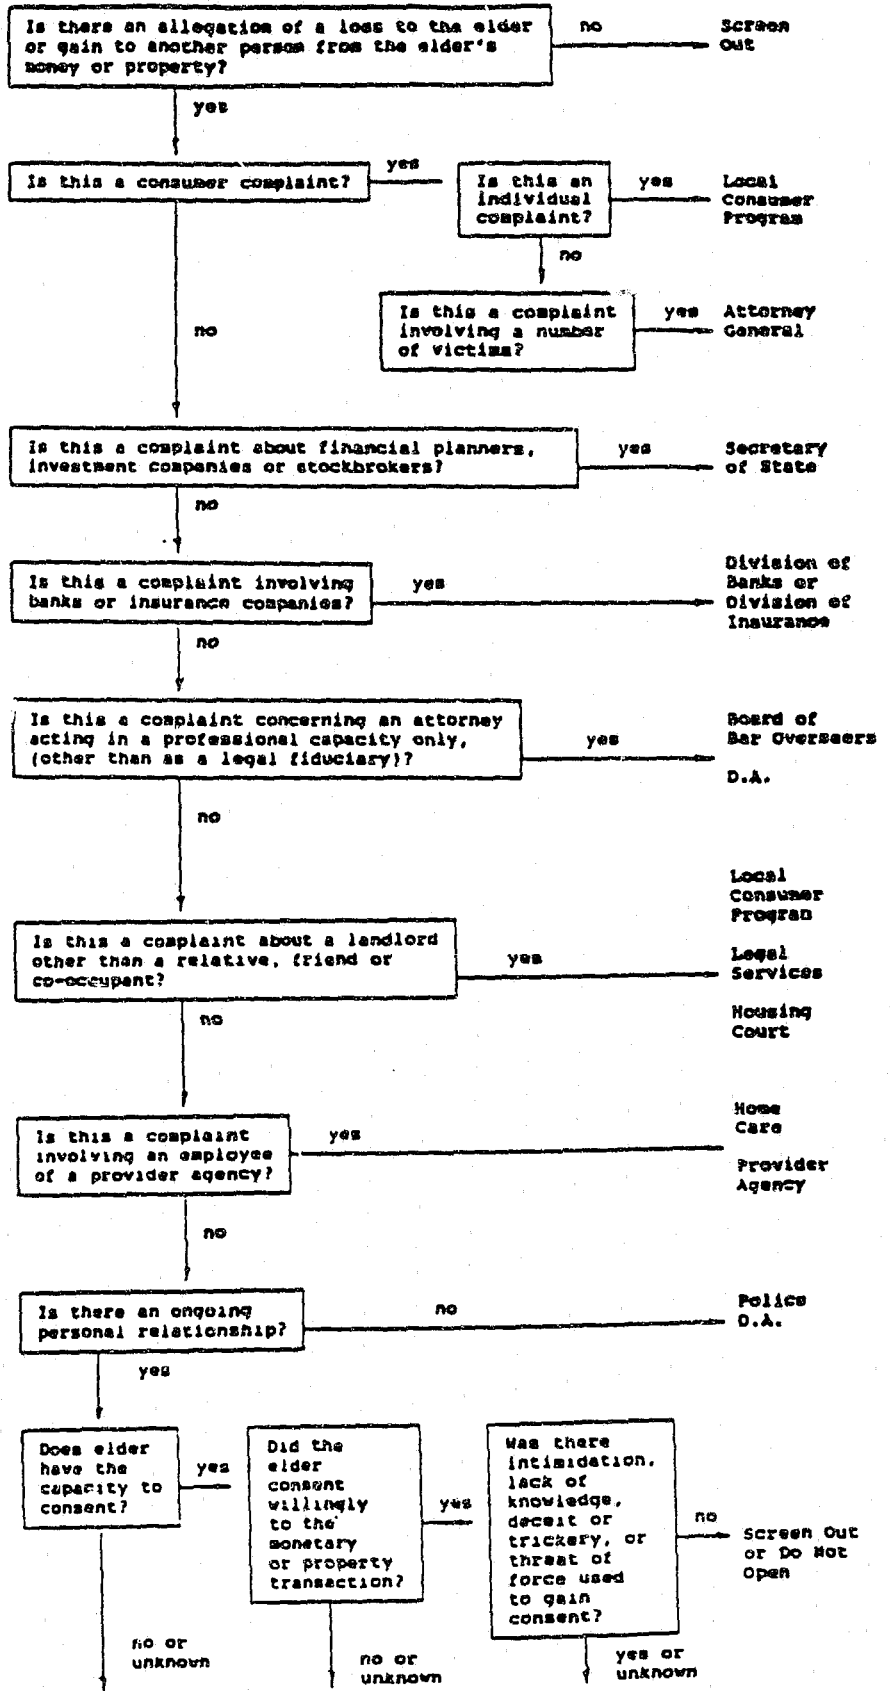 Is there an allegation of a loss to the elder
or gain to another person from the elder's
money or property?
no
Screen
Out
yes
Is this a consumer complaint?
yes
Is this an
individual
complaint?
yes
Local
Consumer
Program
no
Is this a complaint
involving a number
of victims?
yes
Attorney
General
no
Is this a complaint about financial planners,
investment companies or stockbrokers?
yes
Secretary
of State
no
Is this a complaint involving
banks or insurance companies?
yes
Division of
Banks or
Division of
Insurance
no
Is this a complaint concerning an attorney
acting in a professional capacity only,
(other than as a legal fiduciary)?
yes
Board of
Bar Overseers
D.A.
no
Is this a complaint about a landlord
other than a relative, friend or
co-occupant?
yes
Local
Consumer
Program
Legal
Services
Housing
Court
no
Is this a complaint
involving an employee
of a provider agency?
yes
Home
Care
Provider
Agency
no
Is there an ongoing
personal relationship?
no
Police
D.A.
yes
Does elder
have the
capacity to
consent?
yes
Did the
elder
consent
willingly
to the
monetary
or property
transaction?
yes
Was there
intimidation,
lack of
knowledge,
deceit or
trickery, or
threat of
force used
to gain
consent?
no
Screen Out
or Do Not
Open
no or
unknown
no or
unknown
yes or
unknown